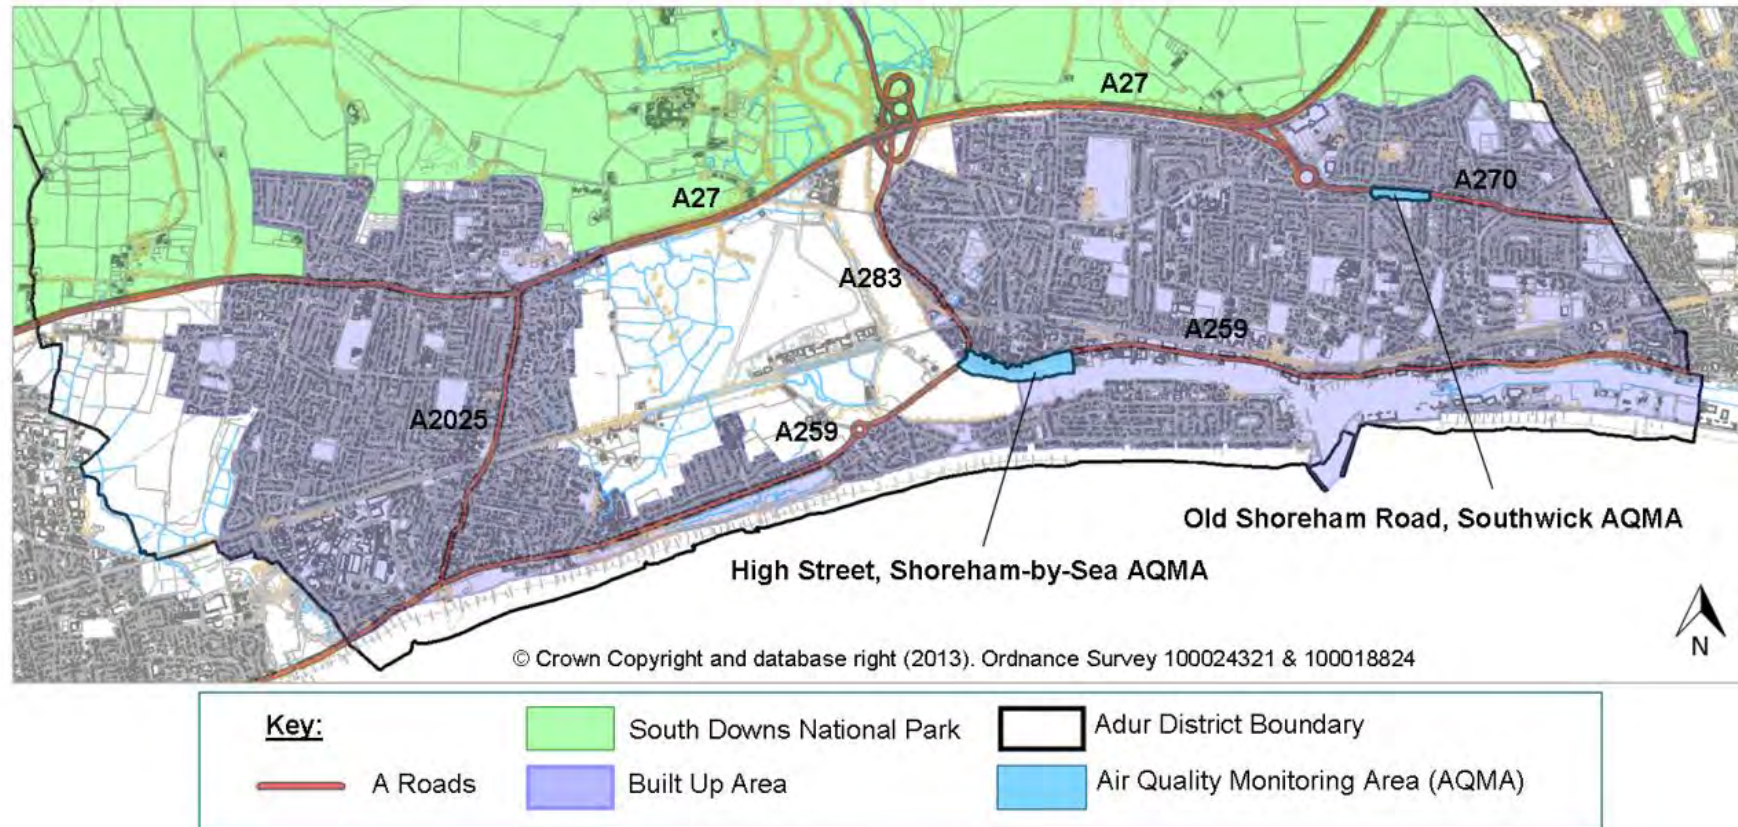 A27
A27
A270
A283
A259
A2025
A259
Old Shoreham Road, Southwick AQMA
High Street, Shoreham-by-Sea AQMA
N
© Crown Copyright and database right (2013). Ordnance Survey 100024321 & 100018824
Key:
South Downs National Park
Adur District Boundary
A Roads
Built Up Area
Air Quality Monitoring Area (AQMA)